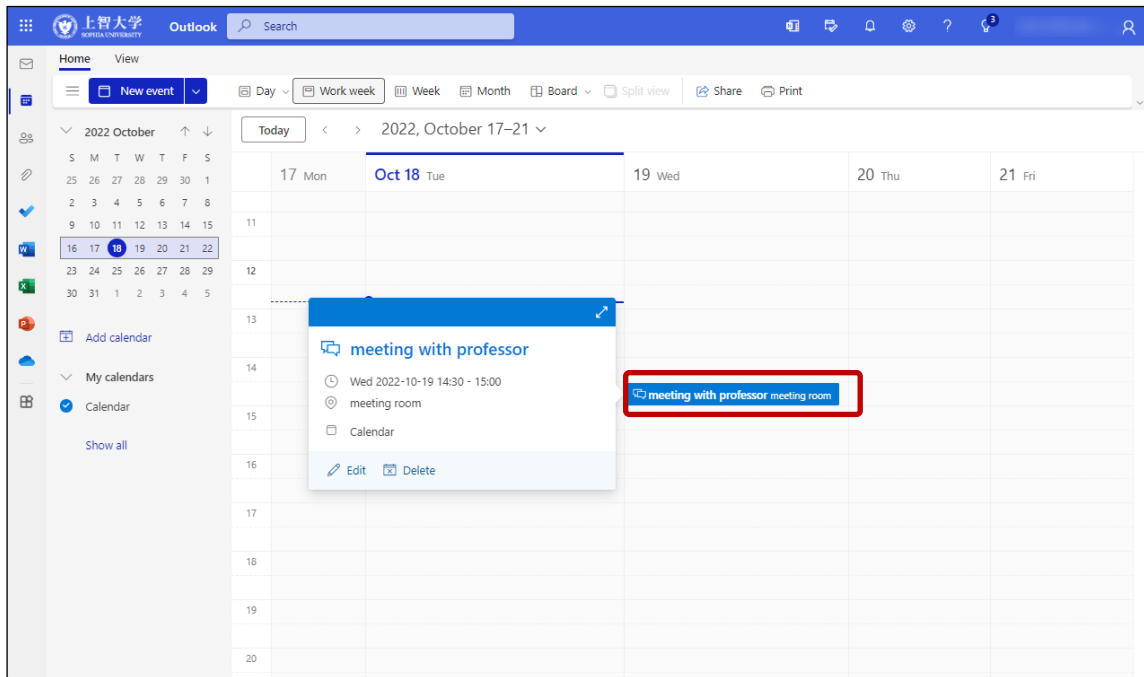 上智大学
SOPHIA UNIVERSITY
Outlook
Search
3
Home View
New event Day Work week Week Month Board Split view Share Print
2022 October
S M T W T F S
25 26 27 28 29 30 1
2 3 4 5 6 7 8
9 10 11 12 13 14 15
16 17 18 19 20 21 22
23 24 25 26 27 28 29
30 31 1 2 3 4 5
Add calendar
My calendars
Calendar
Show all
Today 2022, October 17–21
17 Mon Oct 18 Tue 19 Wed 20 Thu 21 Fri
11
12
13
14
15
16
17
18
19
20
meeting with professor
Wed 2022-10-19 14:30 - 15:00
meeting room
Calendar
Edit Delete
meeting with professor meeting room